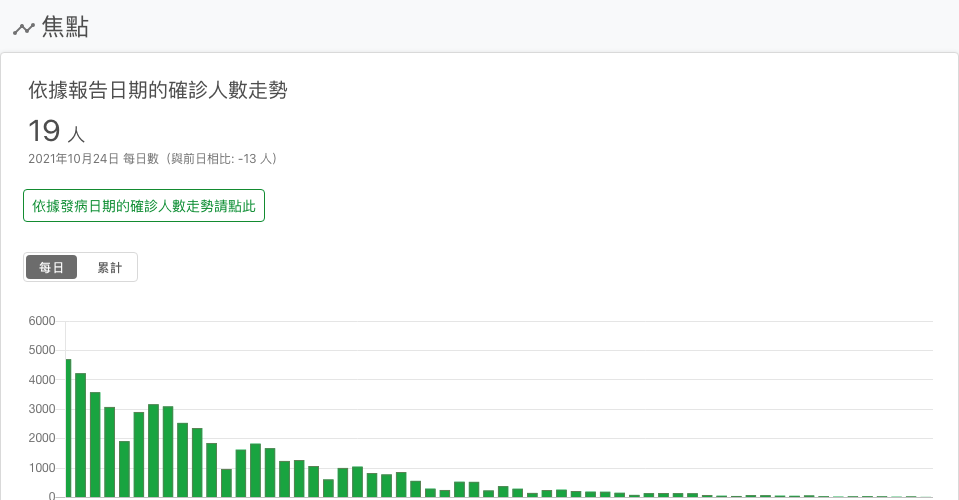 焦點
依據報告日期的確診人數走勢
19 人
2021年10月24日 每日數（與前日相比: -13 人）
依據發病日期的確診人數走勢請點此
每日 累計
6000
5000
4000
3000
2000
1000
0